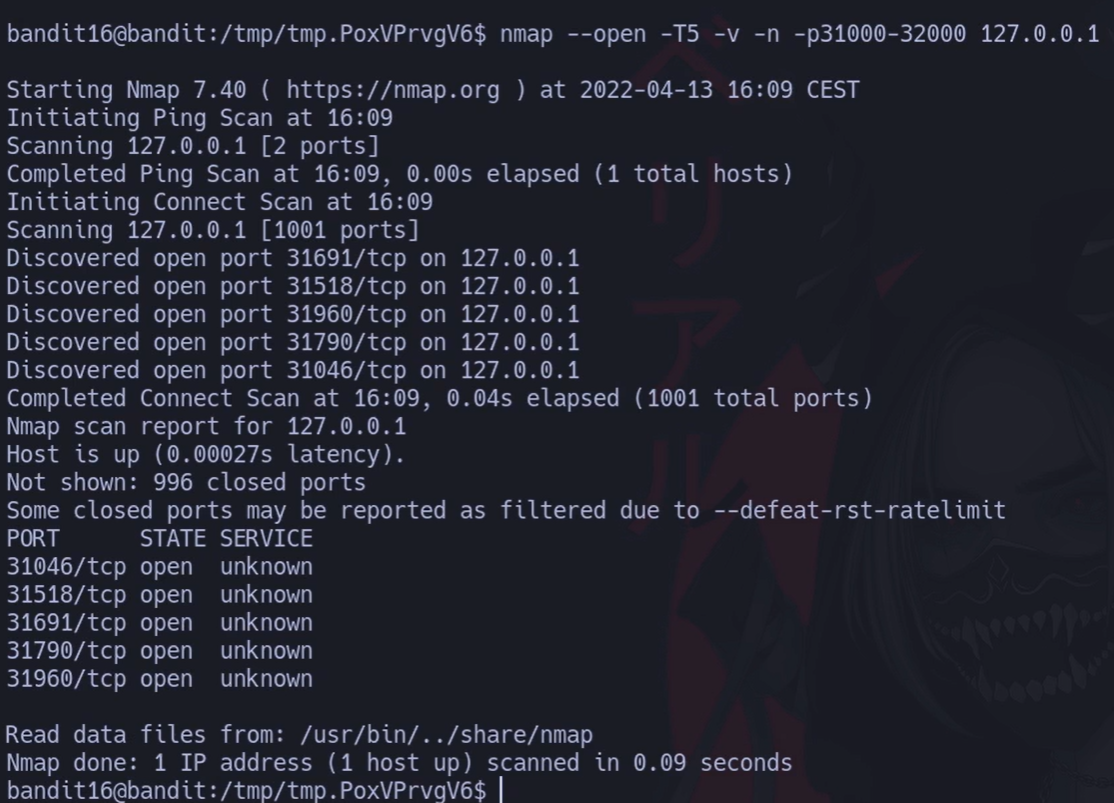 bandit16@bandit:/tmp/tmp.PoxVPrvgV6$ nmap --open -T5 -v -n -p31000-32000 127.0.0.1
Starting Nmap 7.40 ( https://nmap.org ) at 2022-04-13 16:09 CEST
Initiating Ping Scan at 16:09
Scanning 127.0.0.1 [2 ports]
Completed Ping Scan at 16:09, 0.00s elapsed (1 total hosts)
Initiating Connect Scan at 16:09
Scanning 127.0.0.1 [1001 ports]
Discovered open port 31691/tcp on 127.0.0.1
Discovered open port 31518/tcp on 127.0.0.1
Discovered open port 31960/tcp on 127.0.0.1
Discovered open port 31790/tcp on 127.0.0.1
Discovered open port 31046/tcp on 127.0.0.1
Completed Connect Scan at 16:09, 0.04s elapsed (1001 total ports)
Nmap scan report for 127.0.0.1
Host is up (0.00027s latency).
Not shown: 996 closed ports
Some closed ports may be reported as filtered due to --defeat-rst-ratelimit
PORT      STATE SERVICE
31046/tcp open  unknown
31518/tcp open  unknown
31691/tcp open  unknown
31790/tcp open  unknown
31960/tcp open  unknown
Read data files from: /usr/bin/../share/nmap
Nmap done: 1 IP address (1 host up) scanned in 0.09 seconds
bandit16@bandit:/tmp/tmp.PoxVPrvgV6$
ベリアル